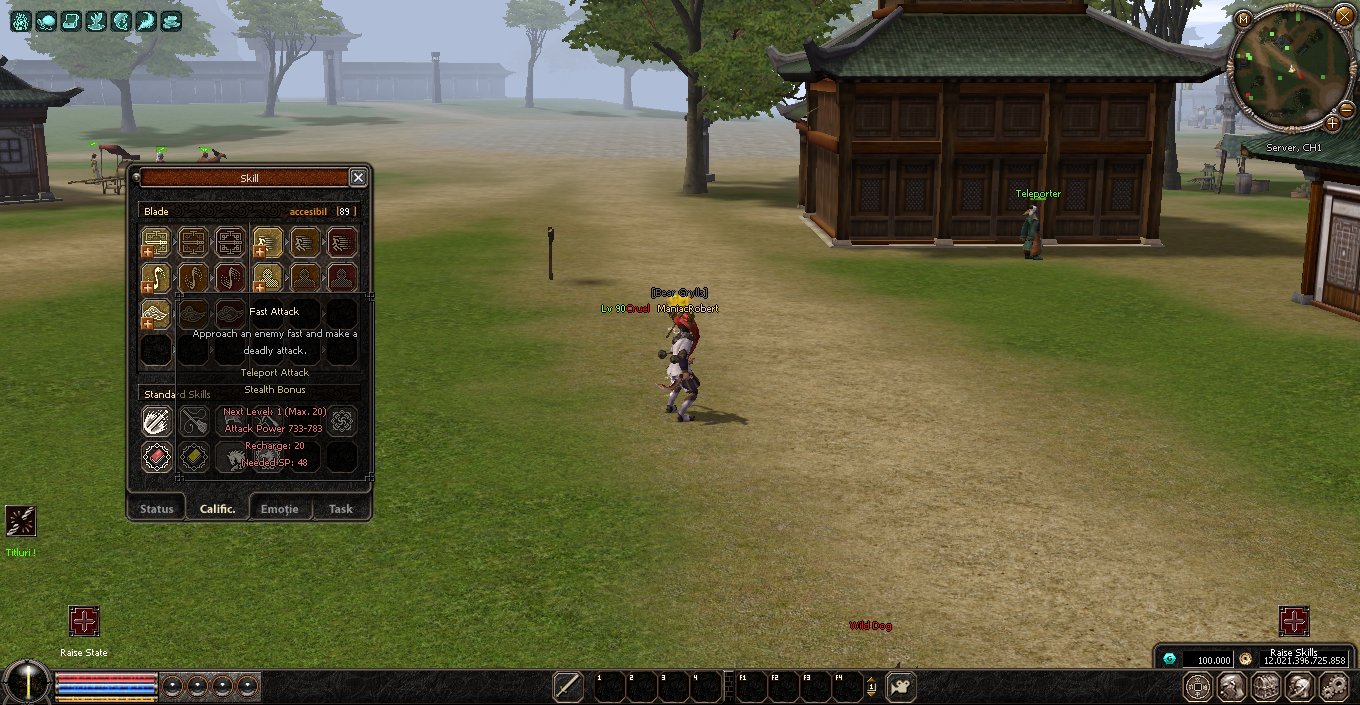 M
Server, CH1
Skill
Blade accesibil [89]
Teleporter
[Bear Grylls]
Lv 90 Cruel ManiacRobert
Fast Attack
Approach an enemy fast and make a
deadly attack.
Teleport Attack
Stealth Bonus
Standard Skills
Next Level: 1 (Max. 20)
Attack Power 733-783
Recharge: 20
Needed SP: 48
Status Calific. Emoţie Task
Titluri!
Wild Dog
Raise State
Raise Skills
100.000 12.021.396.725.858
1 2 3 4 F1 F2 F3 F4 1